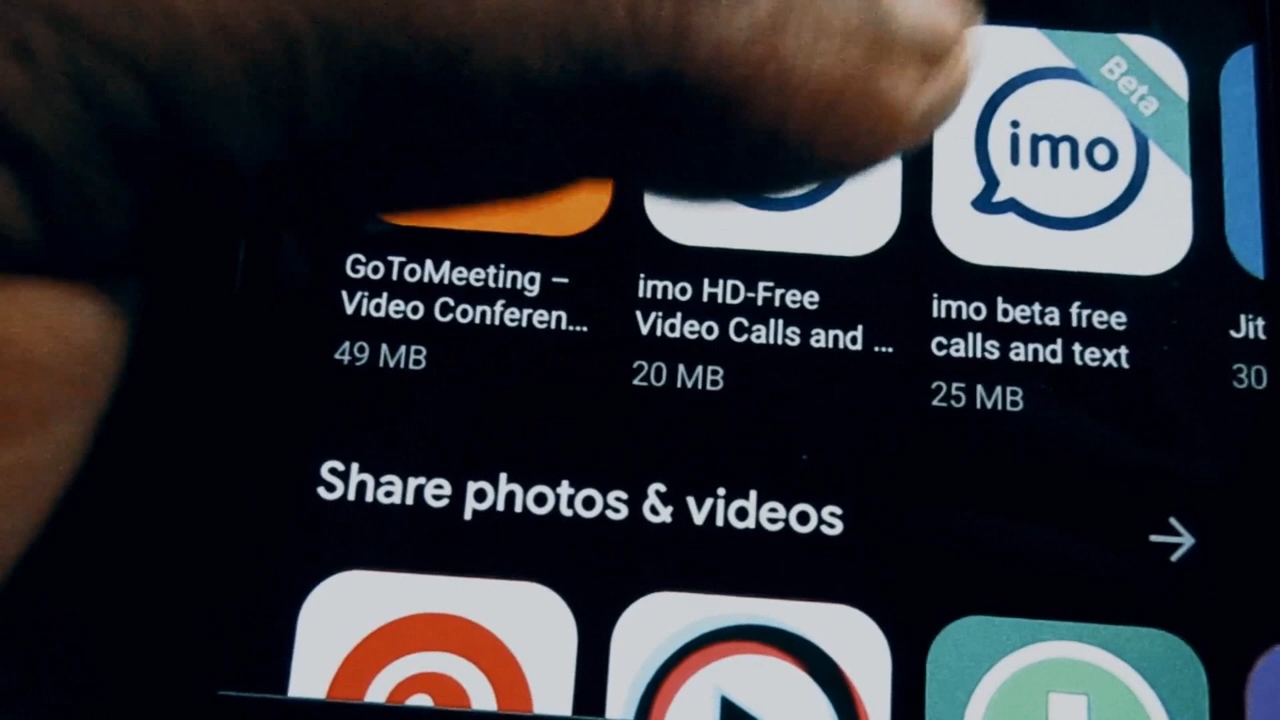 Beta
imo
GoToMeeting –
Video Conferen...
49 MB
imo HD-Free
Video Calls and ...
20 MB
imo beta free
calls and text
25 MB
Jit
30
Share photos & videos